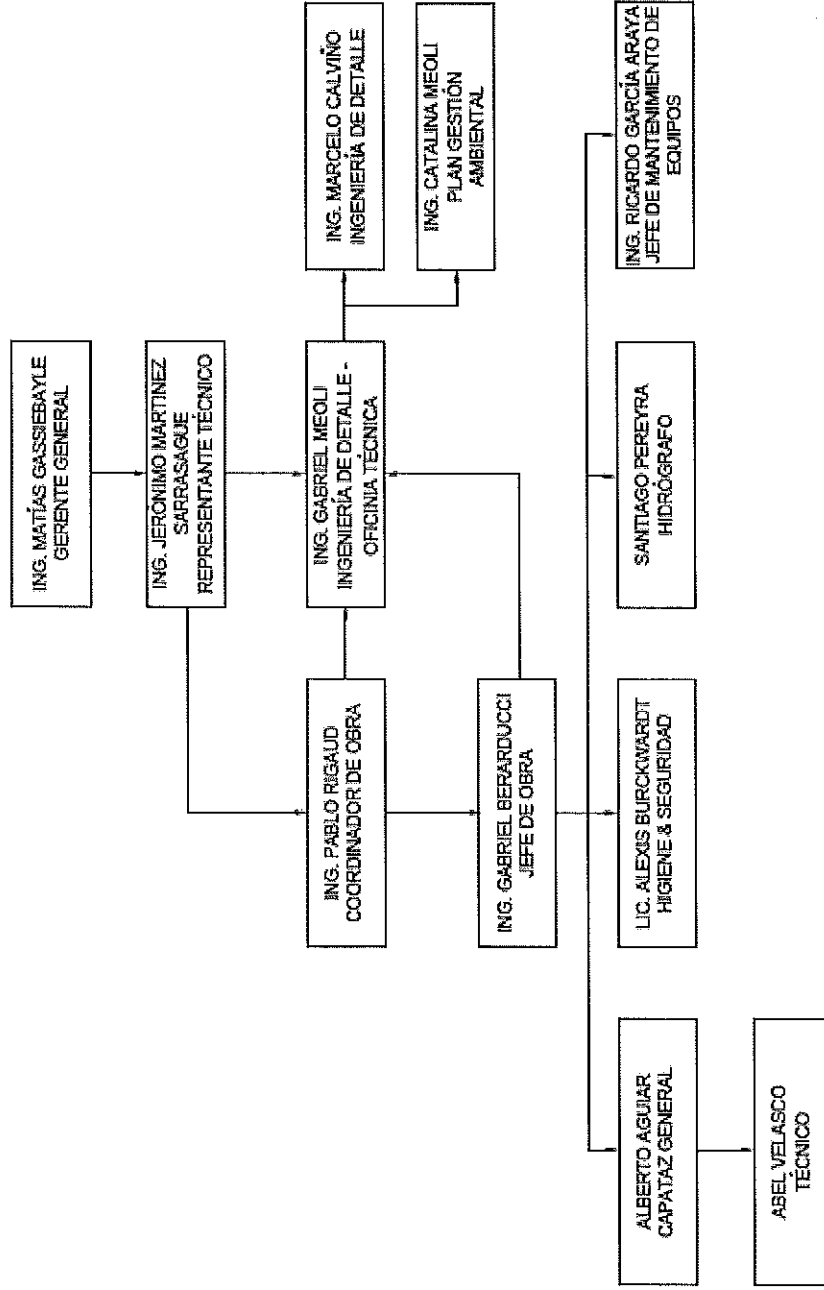 ING. MATÍAS GASSIEBAYLE
GERENTE GENERAL
ING. JERÓNIMO MARTINEZ
SARRASAGUE
REPRESENTANTE TÉCNICO
ING. PABLO RIGAUD
COORDINADOR DE OBRA
ING. GABRIEL MEOLI
INGENIERÍA DE DETALLE -
OFICINIA TÉCNICA
ING. MARCELO CALVIÑO
INGENIERÍA DE DETALLE
ING. CATALINA MEOLI
PLAN GESTIÓN
AMBIENTAL
ING. GABRIEL BERARDUCCI
JEFE DE OBRA
ALBERTO AGUIAR
CAPATAZ GENERAL
LIC. ALEXIS BURCKWARDT
HIGIENE & SEGURIDAD
SANTIAGO PEREYRA
HIDRÓGRAFO
ING. RICARDO GARCÍA ARAYA
JEFE DE MANTENIMIENTO DE
EQUIPOS
ABEL VELASCO
TÉCNICO